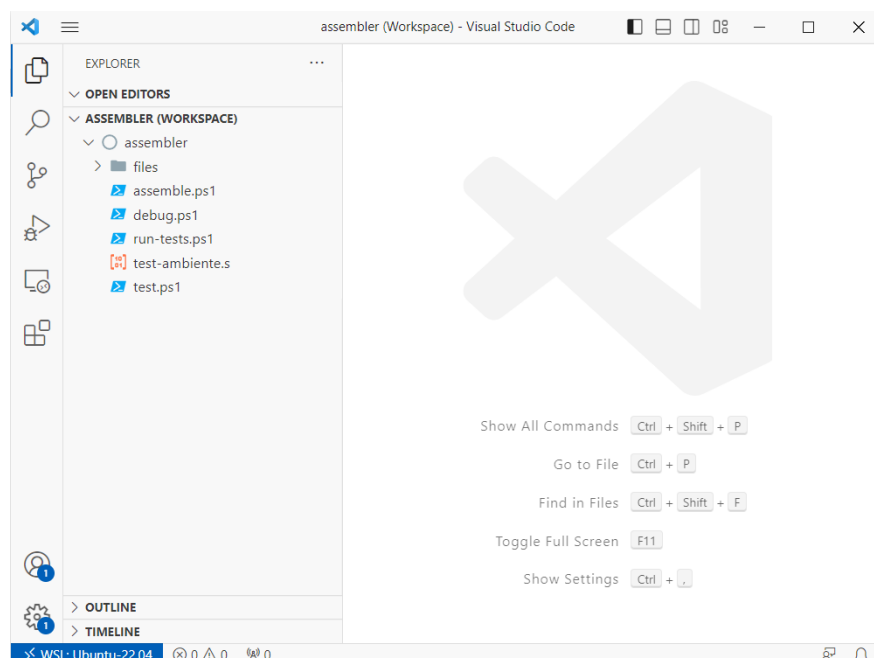 assembler (Workspace) - Visual Studio Code
EXPLORER
OPEN EDITORS
ASSEMBLER (WORKSPACE)
assembler
files
assemble.ps1
debug.ps1
run-tests.ps1
test-ambiente.s
test.ps1
Show All Commands Ctrl + Shift + P
Go to File Ctrl + P
Find in Files Ctrl + Shift + F
Toggle Full Screen F11
Show Settings Ctrl + ,
1
OUTLINE
1
TIMELINE
WSL: Ubuntu-22.04 0 0 0